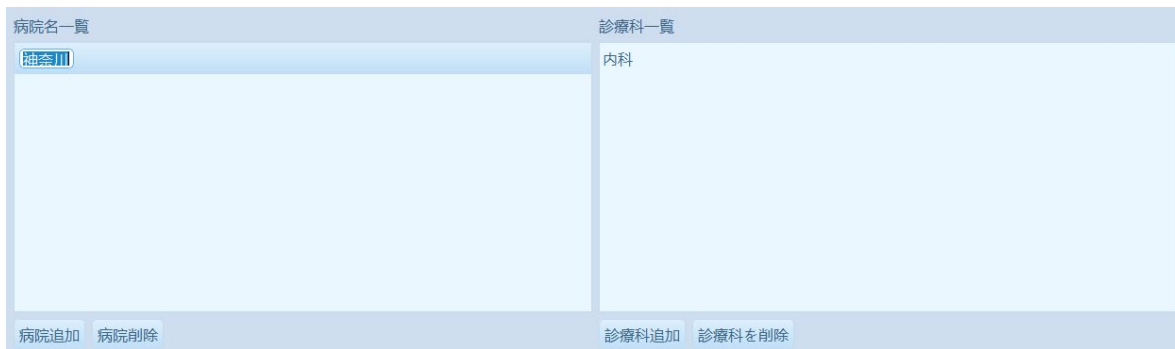 病院名一覧
神奈川
病院追加 病院削除
診療科一覧
内科
診療科追加 診療科を削除